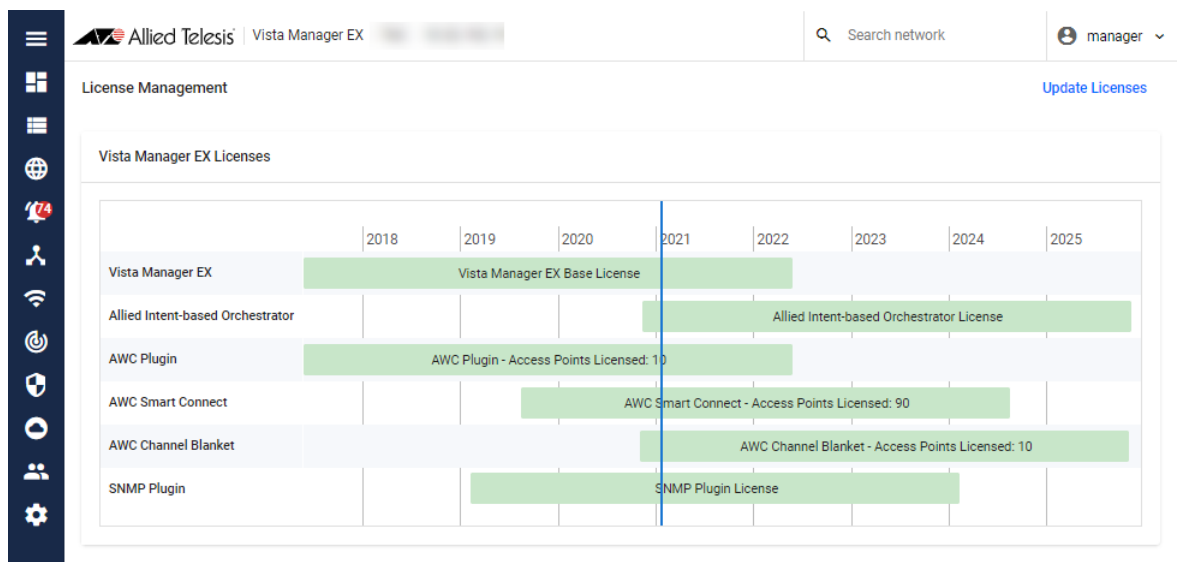 Allied Telesis Vista Manager EX Search network manager
License Management Update Licenses
74
Vista Manager EX Licenses
2018 2019 2020 2021 2022 2023 2024 2025
Vista Manager EX Vista Manager EX Base License
Allied Intent-based Orchestrator Allied Intent-based Orchestrator License
AWC Plugin AWC Plugin - Access Points Licensed: 10
AWC Smart Connect AWC Smart Connect - Access Points Licensed: 90
AWC Channel Blanket AWC Channel Blanket - Access Points Licensed: 10
SNMP Plugin SNMP Plugin License